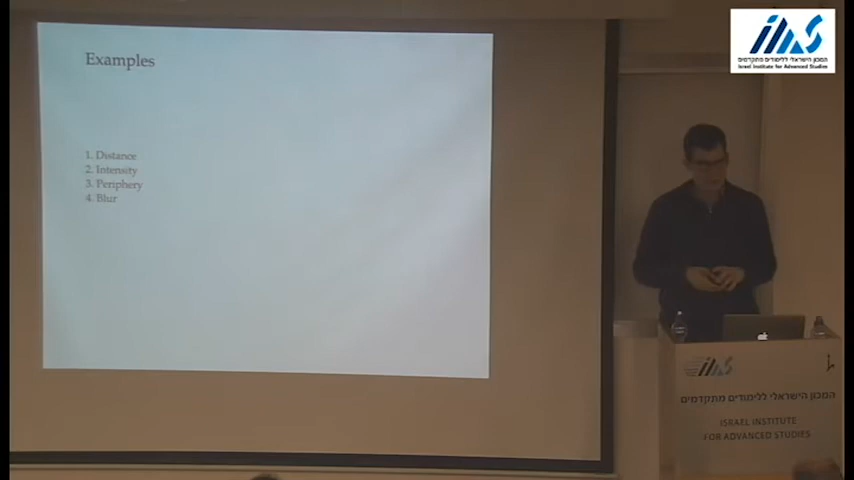 Examples
1. Distance
2. Intensity
3. Periphery
4. Blur
המכון הישראלי ללימודים מתקדמים
Israel Institute for Advanced Studies
המכון הישראלי ללימודים מתקדמים
ISRAEL INSTITUTE
FOR ADVANCED STUDIES